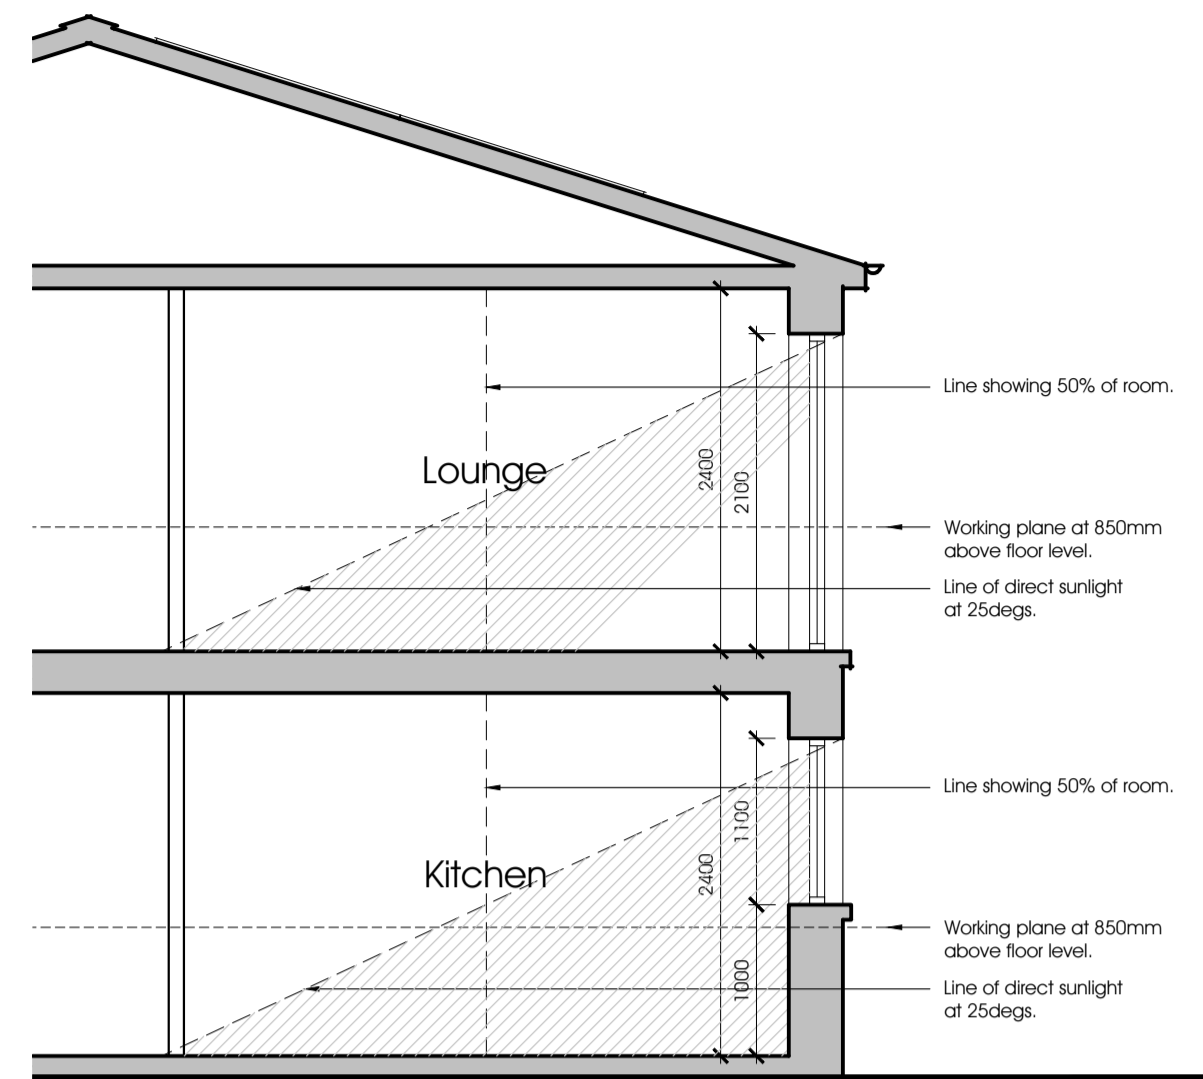 Line showing 50% of room.
Lounge
2400
2100
Working plane at 850mm
above floor level.
Line of direct sunlight
at 25degs.
Line showing 50% of room.
1100
Kitchen
2400
Working plane at 850mm
above floor level.
1000
Line of direct sunlight
at 25degs.